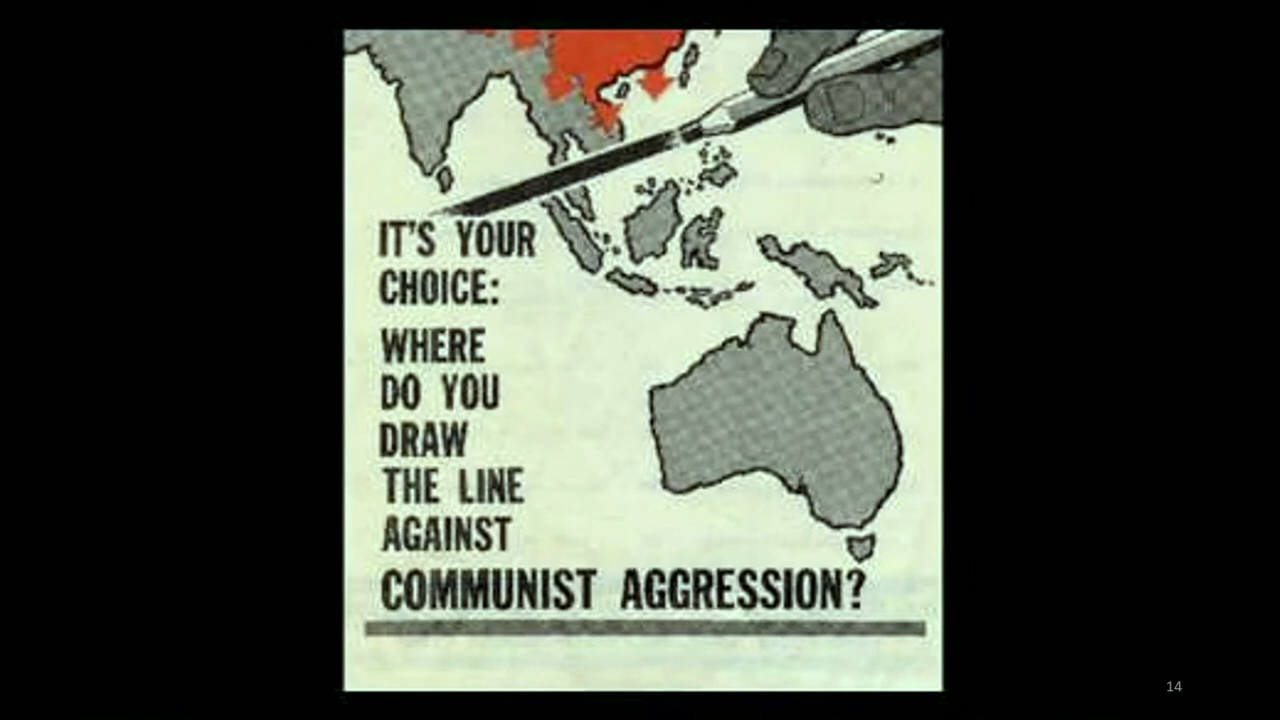 IT'S YOUR
CHOICE:
WHERE
DO YOU
DRAW
THE LINE
AGAINST
COMMUNIST AGGRESSION?
14